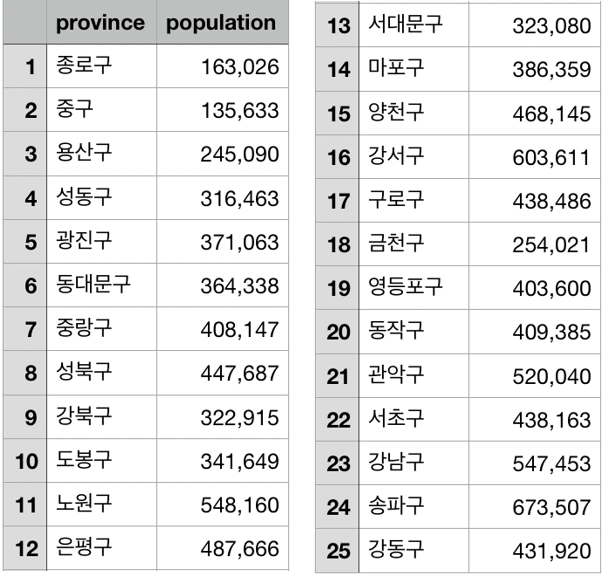 province population
1 종로구 163,026
2 중구 135,633
3 용산구 245,090
4 성동구 316,463
5 광진구 371,063
6 동대문구 364,338
7 중랑구 408,147
8 성북구 447,687
9 강북구 322,915
10 도봉구 341,649
11 노원구 548,160
12 은평구 487,666
13 서대문구 323,080
14 마포구 386,359
15 양천구 468,145
16 강서구 603,611
17 구로구 438,486
18 금천구 254,021
19 영등포구 403,600
20 동작구 409,385
21 관악구 520,040
22 서초구 438,163
23 강남구 547,453
24 송파구 673,507
25 강동구 431,920